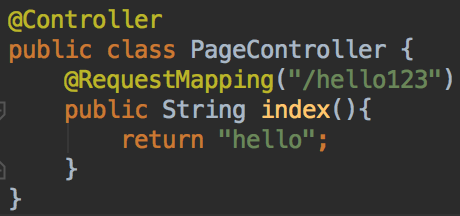 @Controller
public class PageController {
    @RequestMapping("/hello123")
    public String index(){
        return "hello";
    }
}